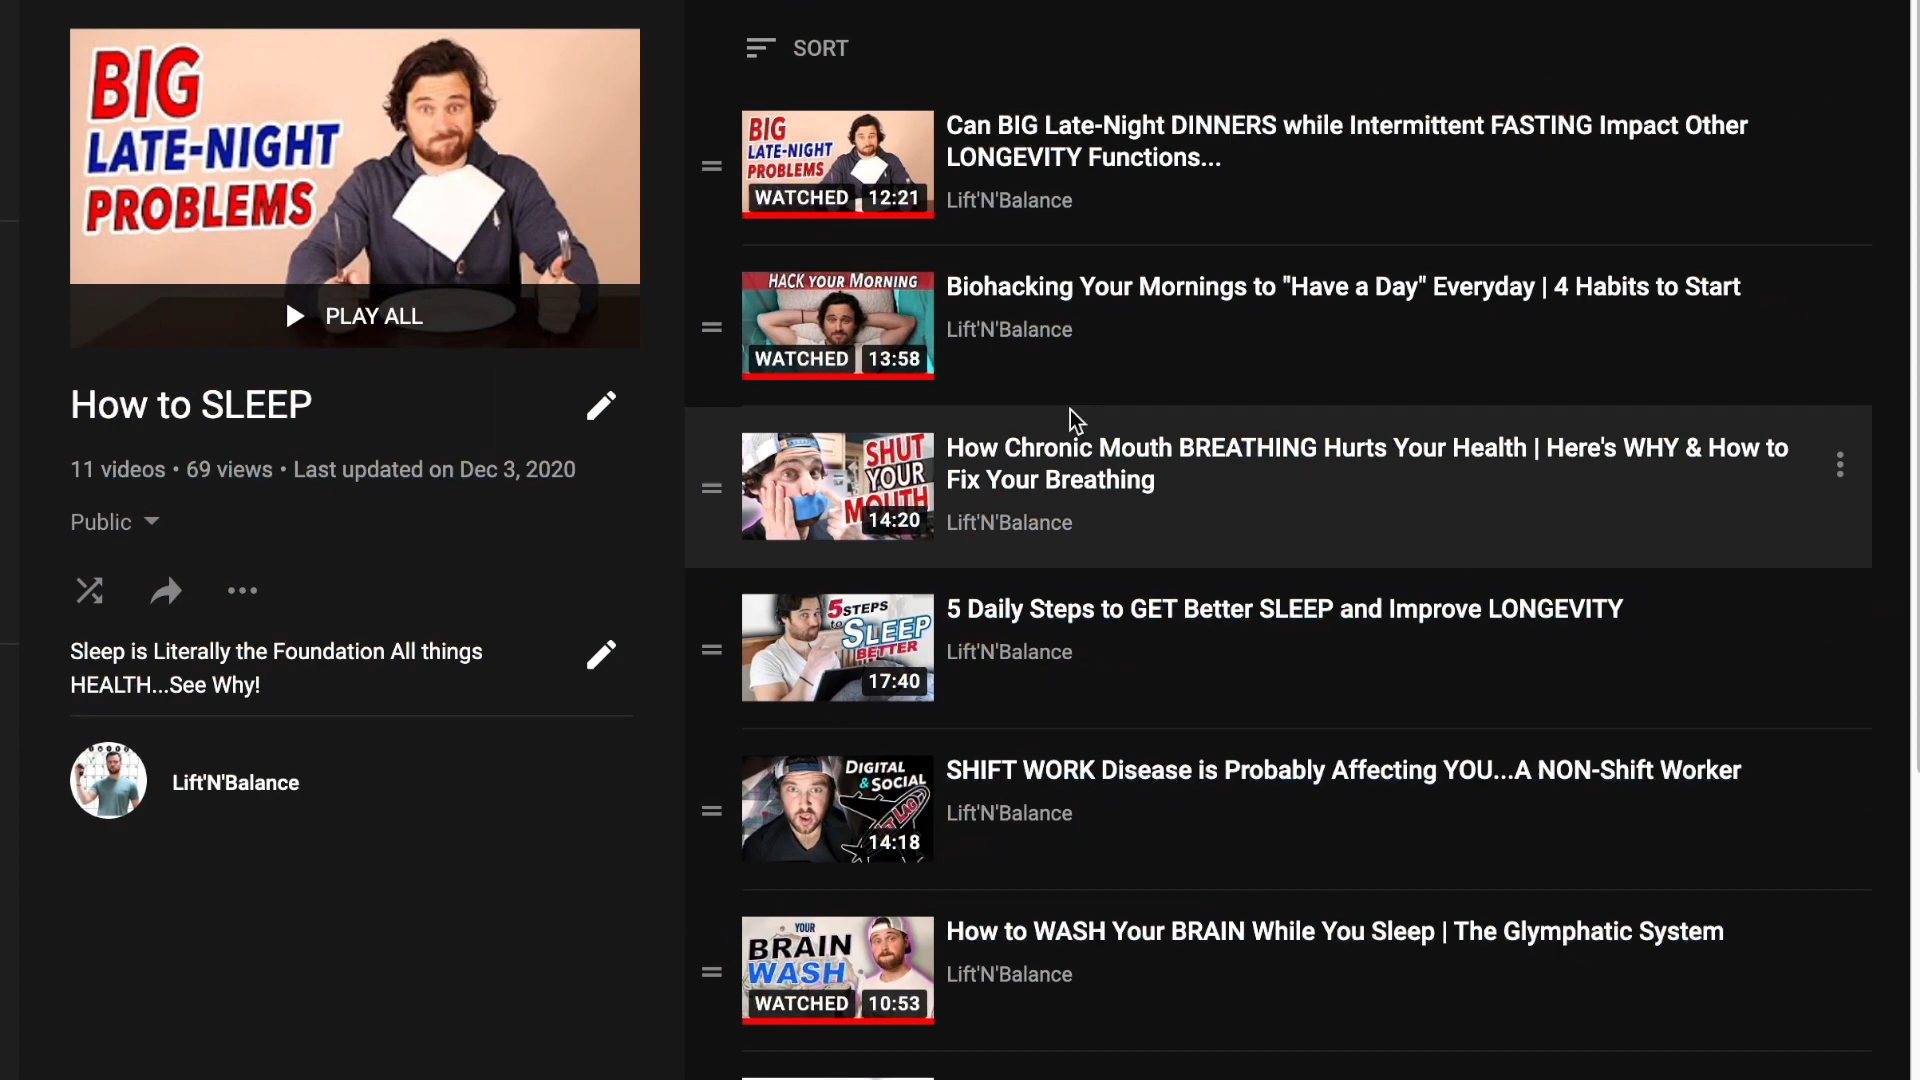 BIG
LATE-NIGHT
PROBLEMS
PLAY ALL
How to SLEEP
11 videos • 69 views • Last updated on Dec 3, 2020
Public
Sleep is Literally the Foundation All things
HEALTH...See Why!
Lift'N'Balance
SORT
BIG
LATE-NIGHT
PROBLEMS
WATCHED 12:21
Can BIG Late-Night DINNERS while Intermittent FASTING Impact Other
LONGEVITY Functions...
Lift'N'Balance
HACK YOUR MORNING
WATCHED 13:58
Biohacking Your Mornings to "Have a Day" Everyday | 4 Habits to Start
Lift'N'Balance
SHUT
YOUR
MOUTH
14:20
How Chronic Mouth BREATHING Hurts Your Health | Here's WHY & How to
Fix Your Breathing
Lift'N'Balance
5 STEPS
to SLEEP
BETTER
17:40
5 Daily Steps to GET Better SLEEP and Improve LONGEVITY
Lift'N'Balance
DIGITAL
& SOCIAL
JET LAG
14:18
SHIFT WORK Disease is Probably Affecting YOU...A NON-Shift Worker
Lift'N'Balance
YOUR
BRAIN
WASH
WATCHED 10:53
How to WASH Your BRAIN While You Sleep | The Glymphatic System
Lift'N'Balance